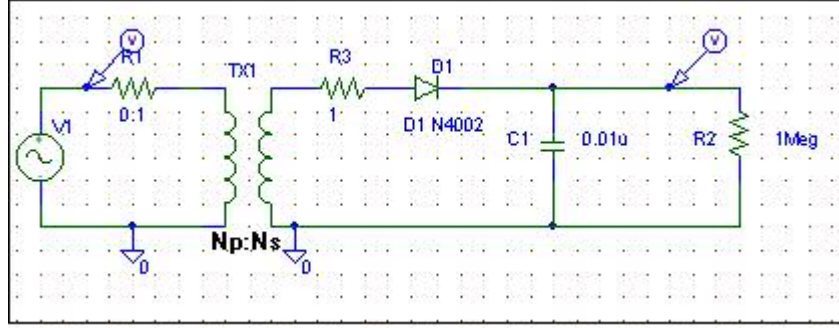 V
V
R1
TX1
R3
D1
V1
0.1
1
D1 N4002
C1
0.01u
R2
1Meg
Np:Ns
0
0